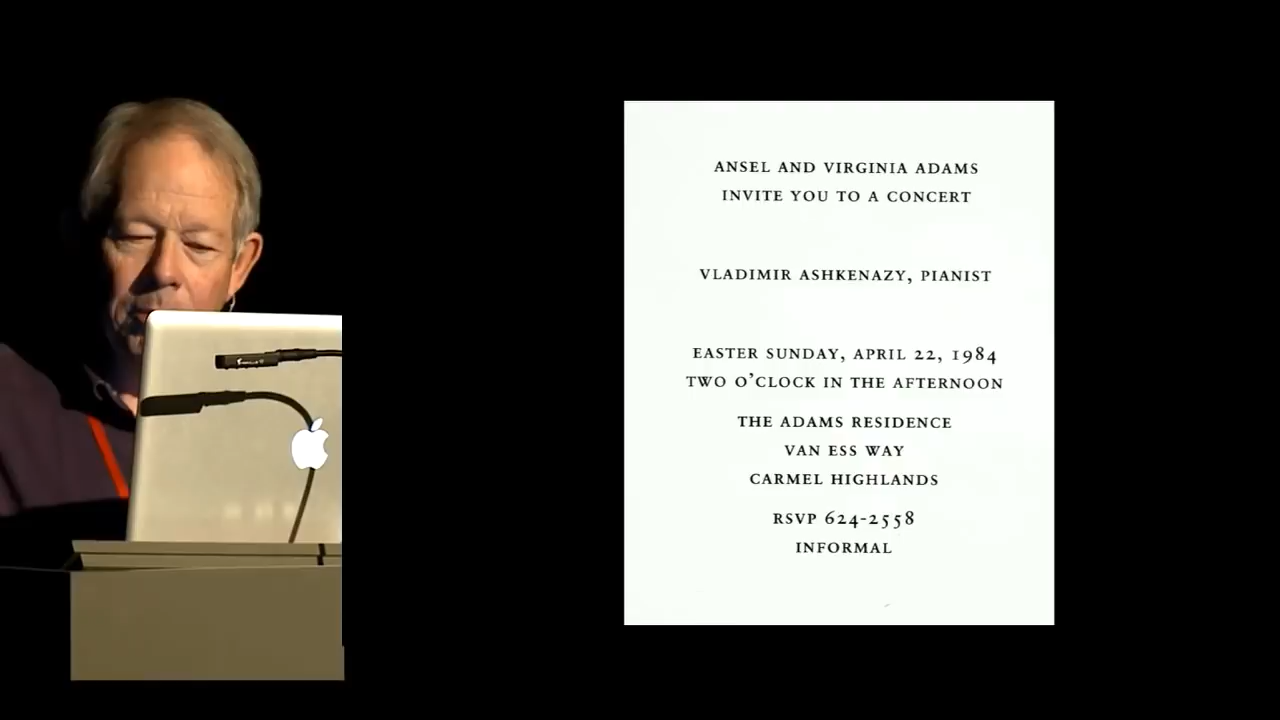 ANSEL AND VIRGINIA ADAMS
INVITE YOU TO A CONCERT
VLADIMIR ASHKENAZY, PIANIST
EASTER SUNDAY, APRIL 22, 1984
TWO O'CLOCK IN THE AFTERNOON
THE ADAMS RESIDENCE
VAN ESS WAY
CARMEL HIGHLANDS
RSVP 624-2558
INFORMAL